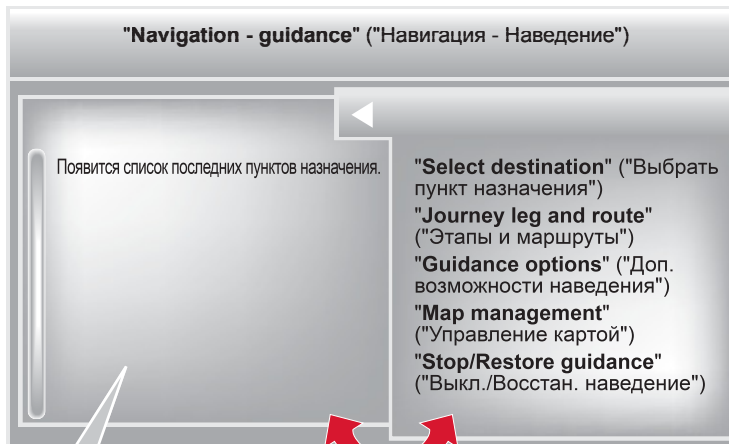 "Navigation - guidance" ("Навигация - Наведение")
Появится список последних пунктов назначения.
"Select destination" ("Выбрать
пункт назначения")
"Journey leg and route"
("Этапы и маршруты")
"Guidance options" ("Доп.
возможности наведения")
"Map management"
("Управление картой")
"Stop/Restore guidance"
("Выкл./Восстан. наведение")